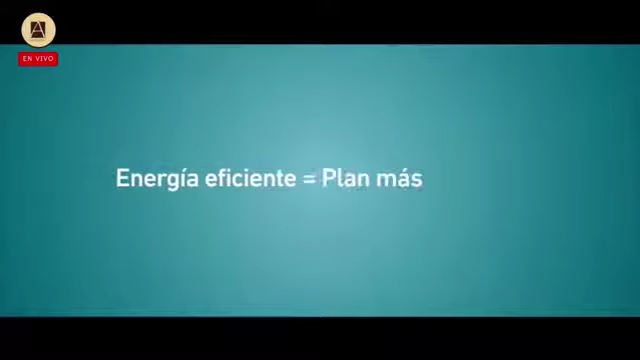 A
EN VIVO
Energía eficiente = Plan más